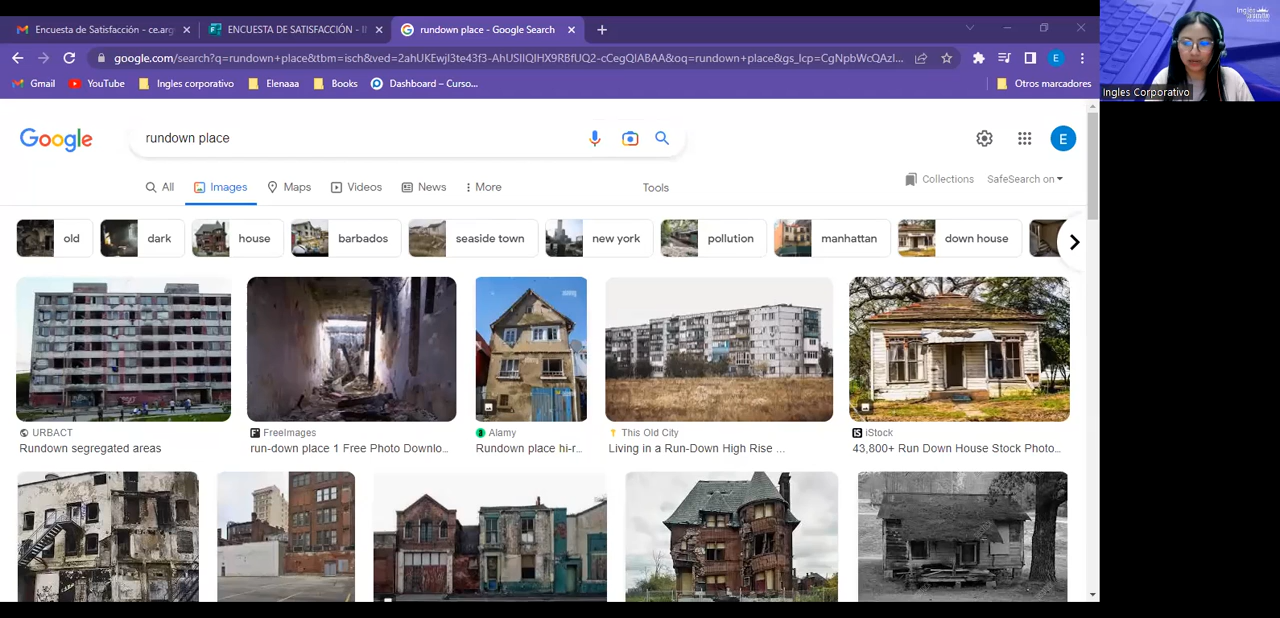 Encuesta de Satisfacción - ce.arg
ENCUESTA DE SATISFACCIÓN - I
rundown place - Google Search
google.com/search?q=rundown+place&tbm=isch&ved=2ahUKEwjl3te43f3-AhUSIIQIHX9RBfUQ2-cCegQIABAA&oq=rundown+place&gs_lcp=CgNpbWcQAzI...
E
Gmail
YouTube
Ingles corporativo
Elenaaa
Books
Dashboard – Curso...
Otros marcadores
Ingles Corporativo
Google
rundown place
E
All
Images
Maps
Videos
News
More
Tools
Collections
SafeSearch on
old
dark
house
barbados
seaside town
new york
pollution
manhattan
down house
URBACT
Rundown segregated areas
FreeImages
run-down place 1 Free Photo Downlo...
Alamy
Rundown place hi-r...
This Old City
Living in a Run-Down High Rise ...
iStock
43,800+ Run Down House Stock Photo...